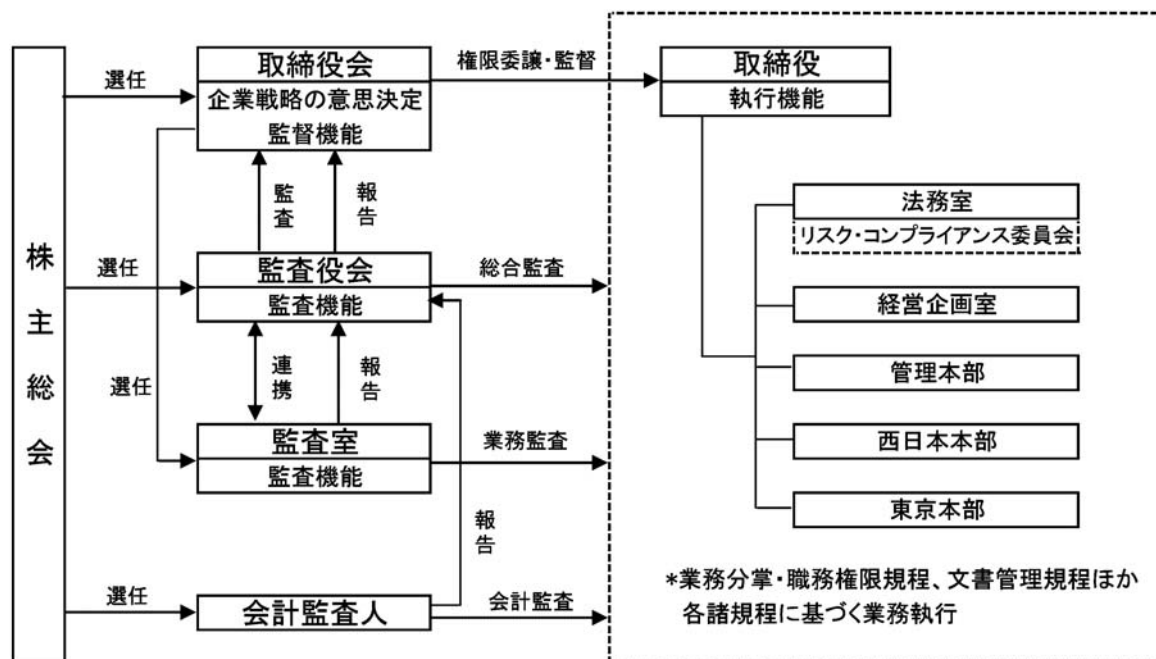 株主総会
選任
取締役会
企業戦略の意思決定
監督機能
権限委譲・監督
取締役
執行機能
監査
報告
法務室
リスク・コンプライアンス委員会
選任
監査役会
監査機能
総合監査
経営企画室
連携
報告
管理本部
選任
監査室
監査機能
業務監査
西日本本部
東京本部
報告
選任
会計監査人
会計監査
*業務分掌・職務権限規程、文書管理規程ほか
各諸規程に基づく業務執行